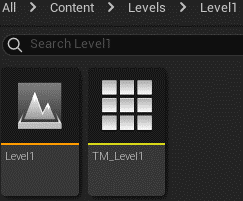 All > Content > Levels > Level1
Search Level1
Level1
TM_Level1